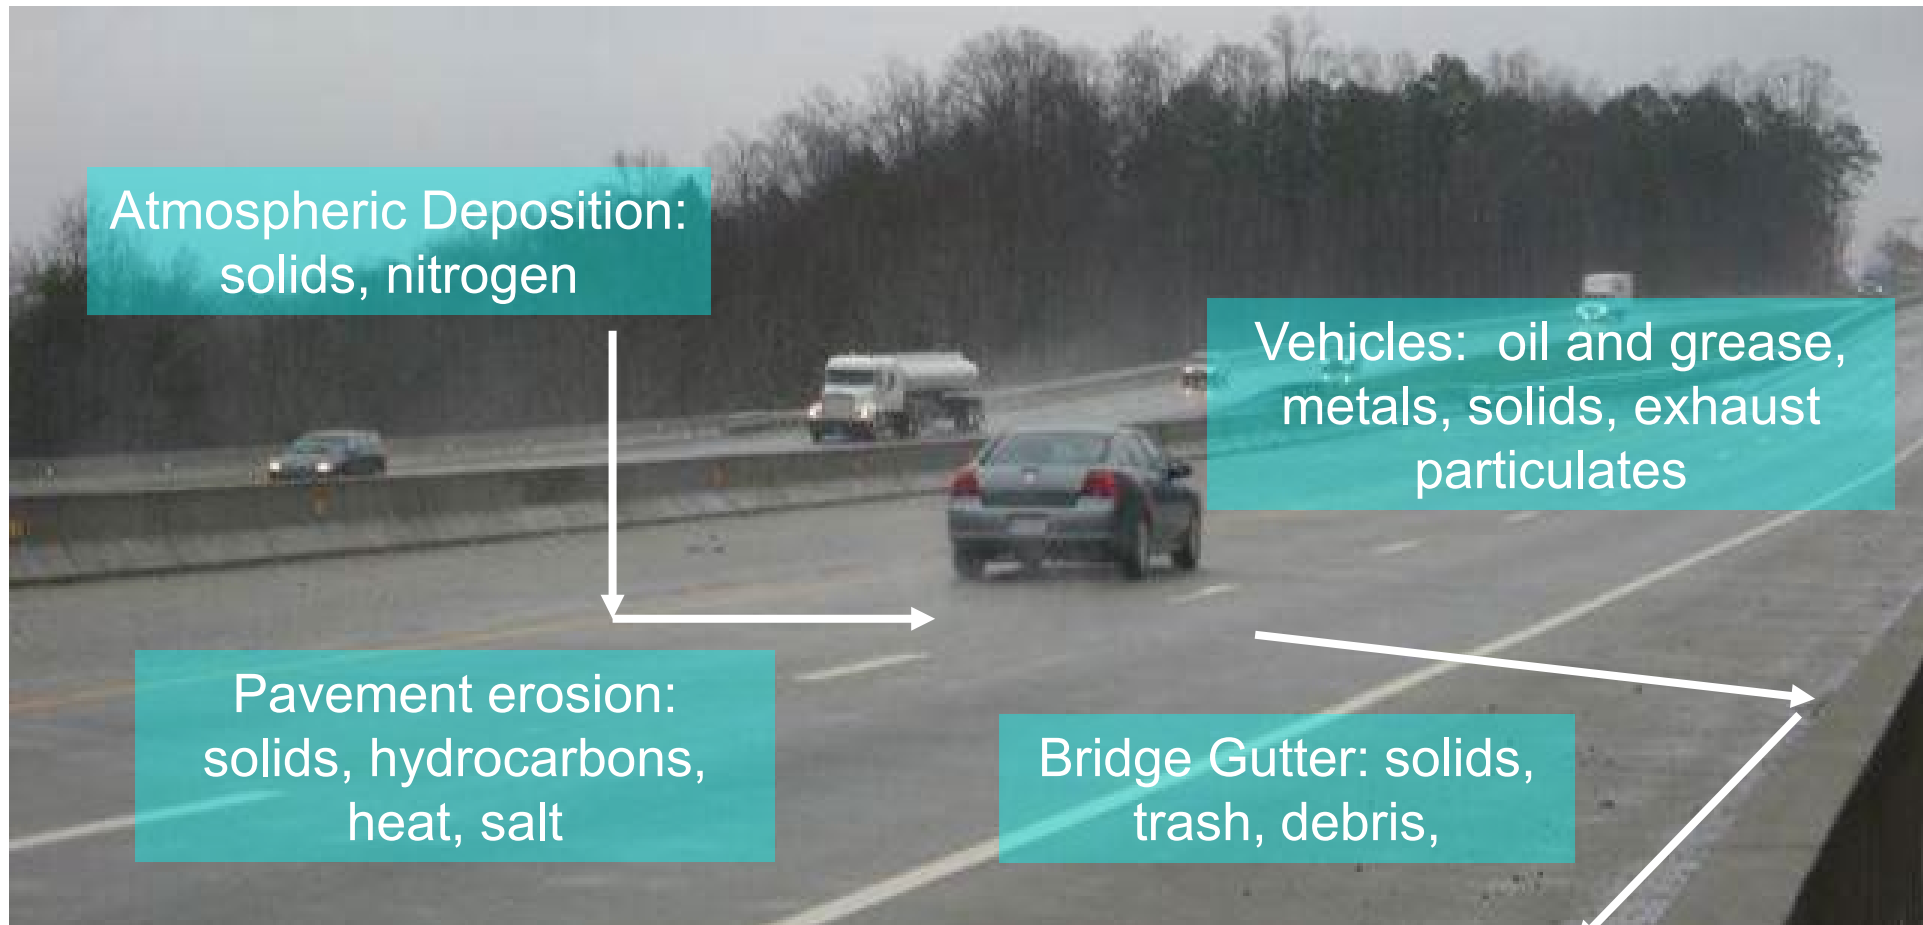 Atmospheric Deposition:
solids, nitrogen
Vehicles:  oil and grease,
metals, solids, exhaust
particulates
Pavement erosion:
solids, hydrocarbons,
heat, salt
Bridge Gutter: solids,
trash, debris,